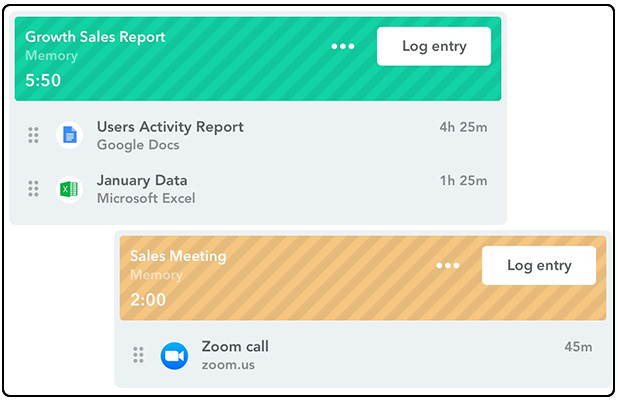 Growth Sales Report
Memory
5:50
Log entry
Users Activity Report
4h 25m
Google Docs
January Data
1h 25m
Microsoft Excel
Sales Meeting
Memory
2:00
Log entry
Zoom call
45m
zoom.us